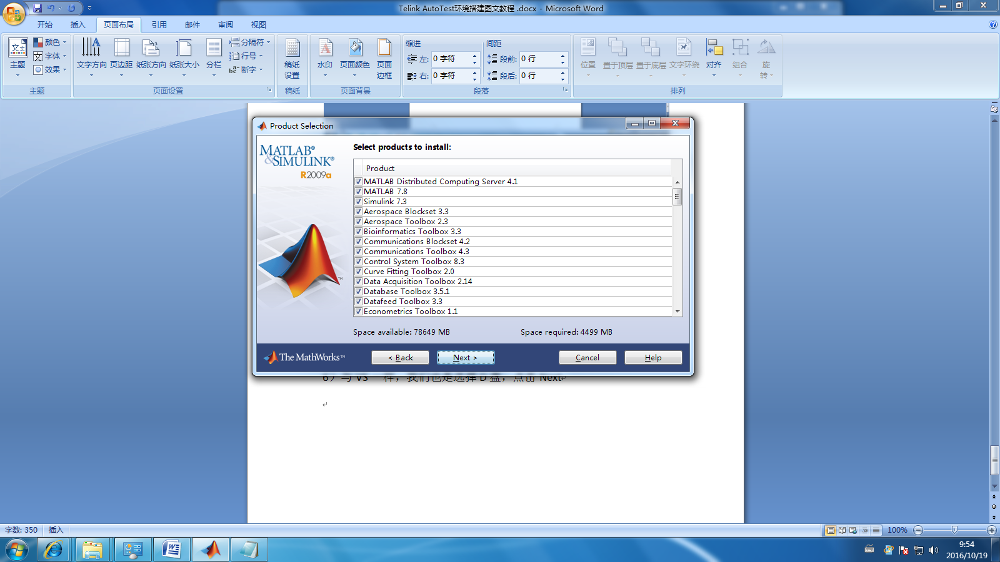 Telink AutoTest环境搭建图文教程 .docx - Microsoft Word
开始 插入 页面布局 引用 邮件 审阅 视图
主题
颜色
字体
效果
主题
文字方向 页边距 纸张方向 纸张大小 分栏
分隔符
行号
断字
页面设置
稿纸
设置
稿纸
水印 页面颜色 页面
边框
页面背景
缩进
左: 0 字符
右: 0 字符
间距
段前: 0 行
段后: 0 行
段落
位置 置于顶层 置于底层 文字环绕 对齐 组合 旋
转
排列
Product Selection
MATLAB®
&SIMULINK®
R2009a
Select products to install:
Product
MATLAB Distributed Computing Server 4.1
MATLAB 7.8
Simulink 7.3
Aerospace Blockset 3.3
Aerospace Toolbox 2.3
Bioinformatics Toolbox 3.3
Communications Blockset 4.2
Communications Toolbox 4.3
Control System Toolbox 8.3
Curve Fitting Toolbox 2.0
Data Acquisition Toolbox 2.14
Database Toolbox 3.5.1
Datafeed Toolbox 3.3
Econometrics Toolbox 1.1
Space available: 78649 MB Space required: 4499 MB
The MathWorks™
< Back Next > Cancel Help
6）与 VS 一样，我们也是选择 D 盘，点击 Next
字数: 350 插入 100%
9:54
2016/10/19